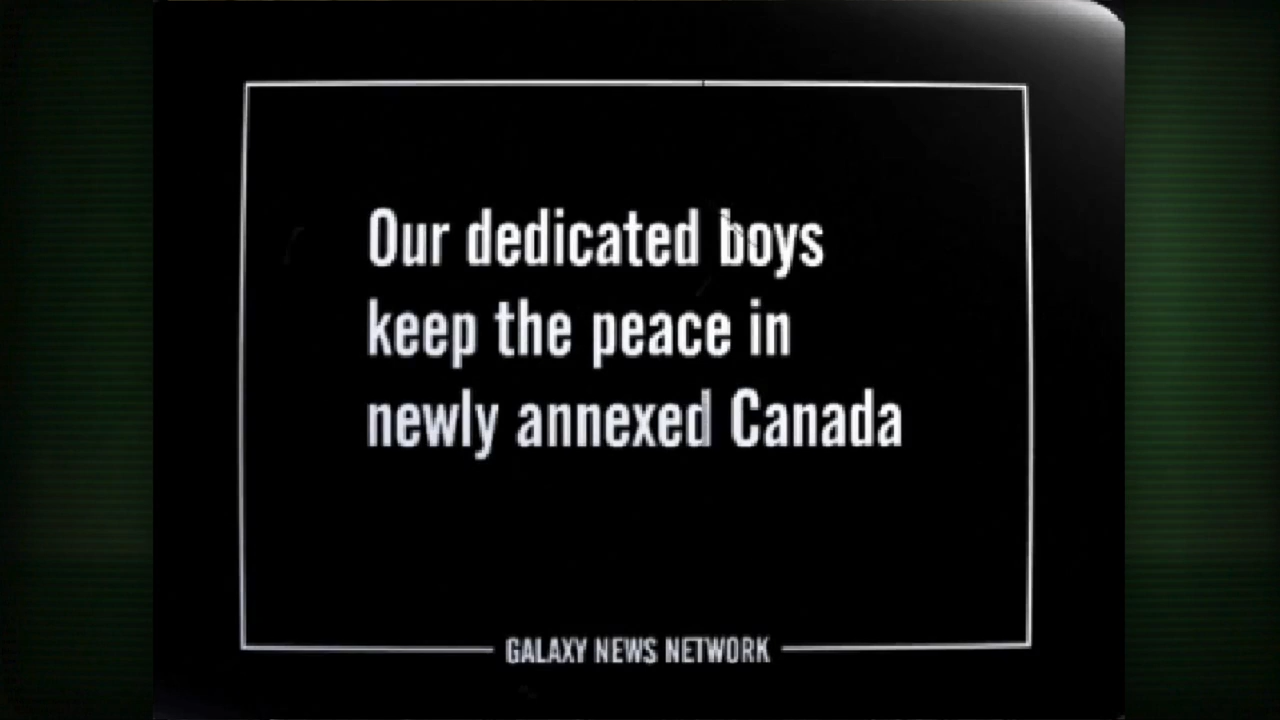 Our dedicated boys
keep the peace in
newly annexed Canada
GALAXY NEWS NETWORK